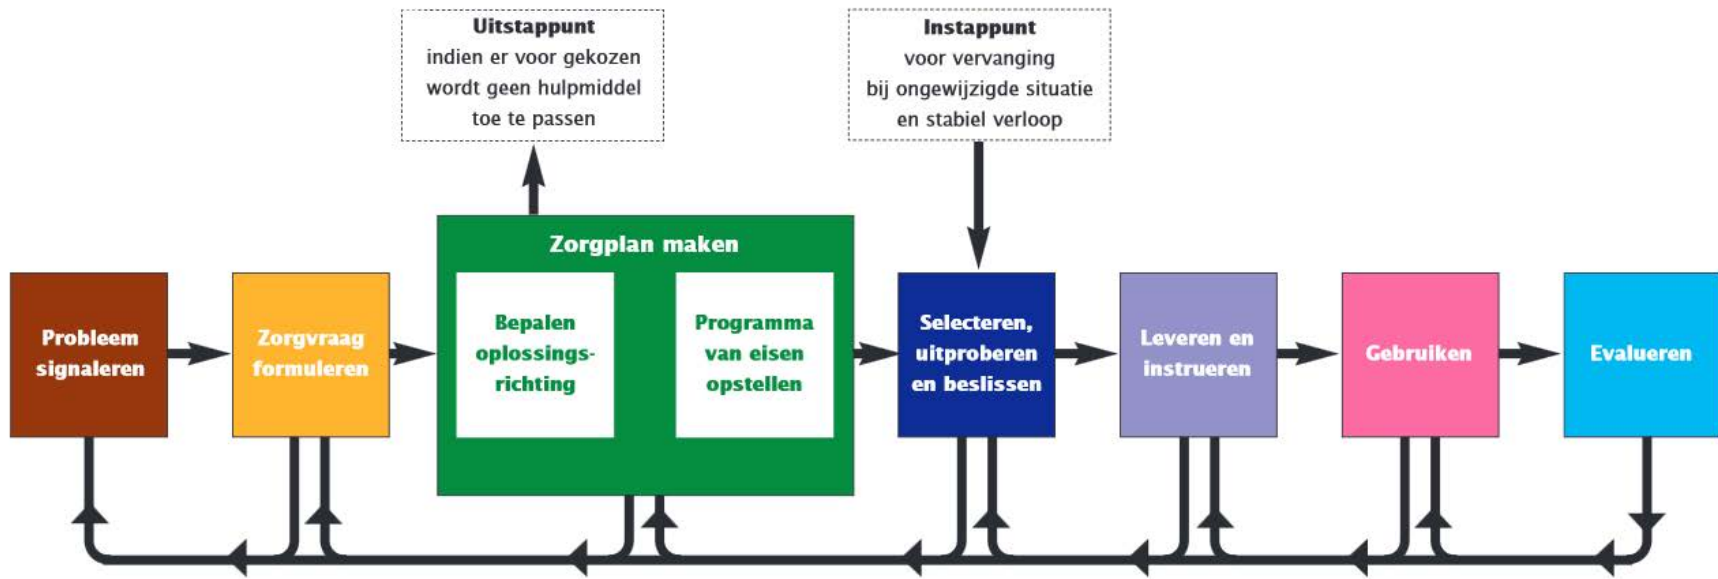 Uitstappunt
indien er voor gekozen
wordt geen hulpmiddel
toe te passen
Instappunt
voor vervanging
bij ongewijzigde situatie
en stabiel verloop
Zorgplan maken
Probleem
signaleren
Zorgvraag
formuleren
Bepalen
oplossings-
richting
Programma
van eisen
opstellen
Selecteren,
uitproberen
en beslissen
Leveren en
instrueren
Gebruiken
Evalueren